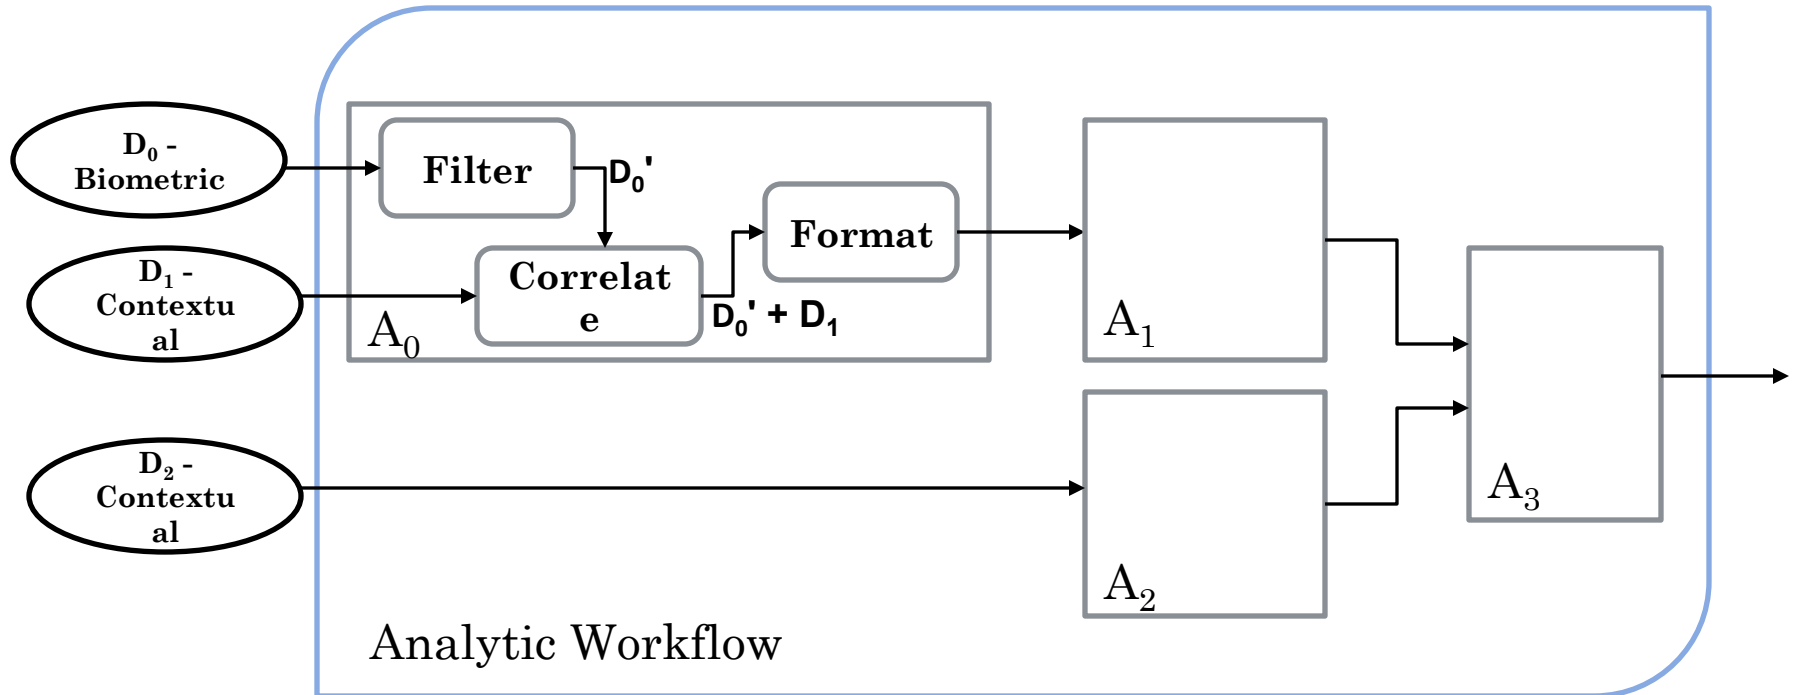 D₀ -
Biometric
Filter
D₀'
Format
D₁ -
Contextu
al
Correlat
e
D₀' + D₁
A₀
A₁
D₂ -
Contextu
al
A₃
A₂
Analytic Workflow